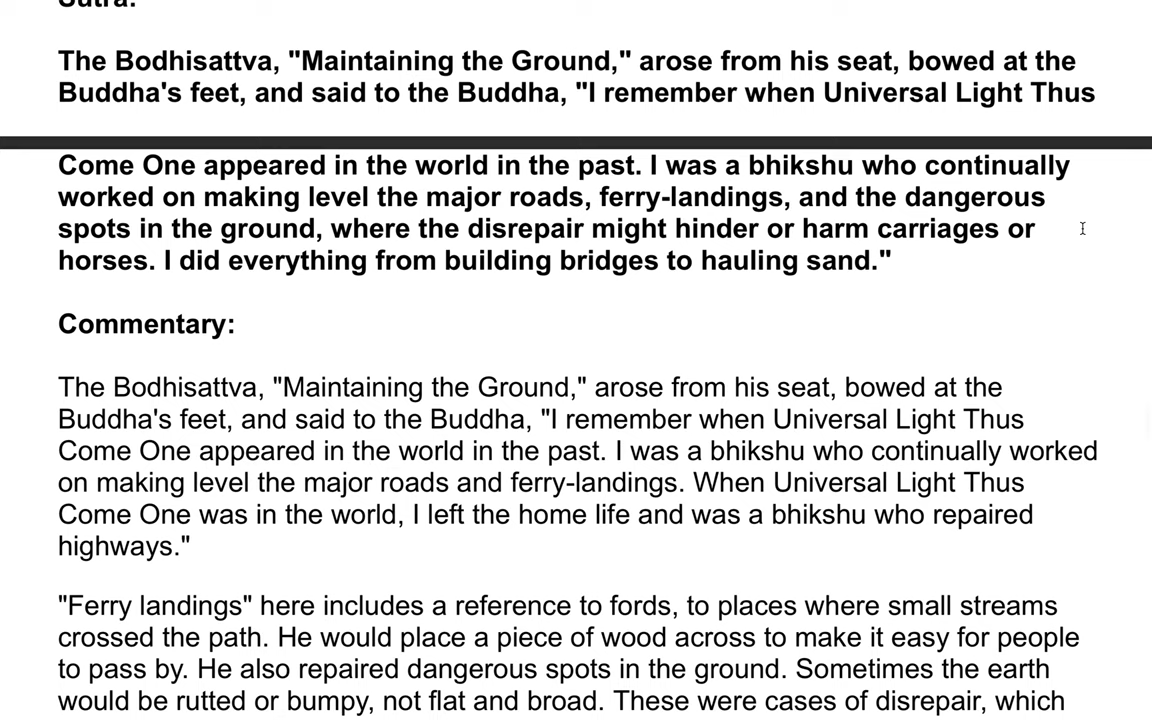 Sutra:
The Bodhisattva, "Maintaining the Ground," arose from his seat, bowed at the
Buddha's feet, and said to the Buddha, "I remember when Universal Light Thus
Come One appeared in the world in the past. I was a bhikshu who continually
worked on making level the major roads, ferry-landings, and the dangerous
spots in the ground, where the disrepair might hinder or harm carriages or
horses. I did everything from building bridges to hauling sand."
Commentary:
The Bodhisattva, "Maintaining the Ground," arose from his seat, bowed at the
Buddha's feet, and said to the Buddha, "I remember when Universal Light Thus
Come One appeared in the world in the past. I was a bhikshu who continually worked
on making level the major roads and ferry-landings. When Universal Light Thus
Come One was in the world, I left the home life and was a bhikshu who repaired
highways."
"Ferry landings" here includes a reference to fords, to places where small streams
crossed the path. He would place a piece of wood across to make it easy for people
to pass by. He also repaired dangerous spots in the ground. Sometimes the earth
would be rutted or bumpy, not flat and broad. These were cases of disrepair, which